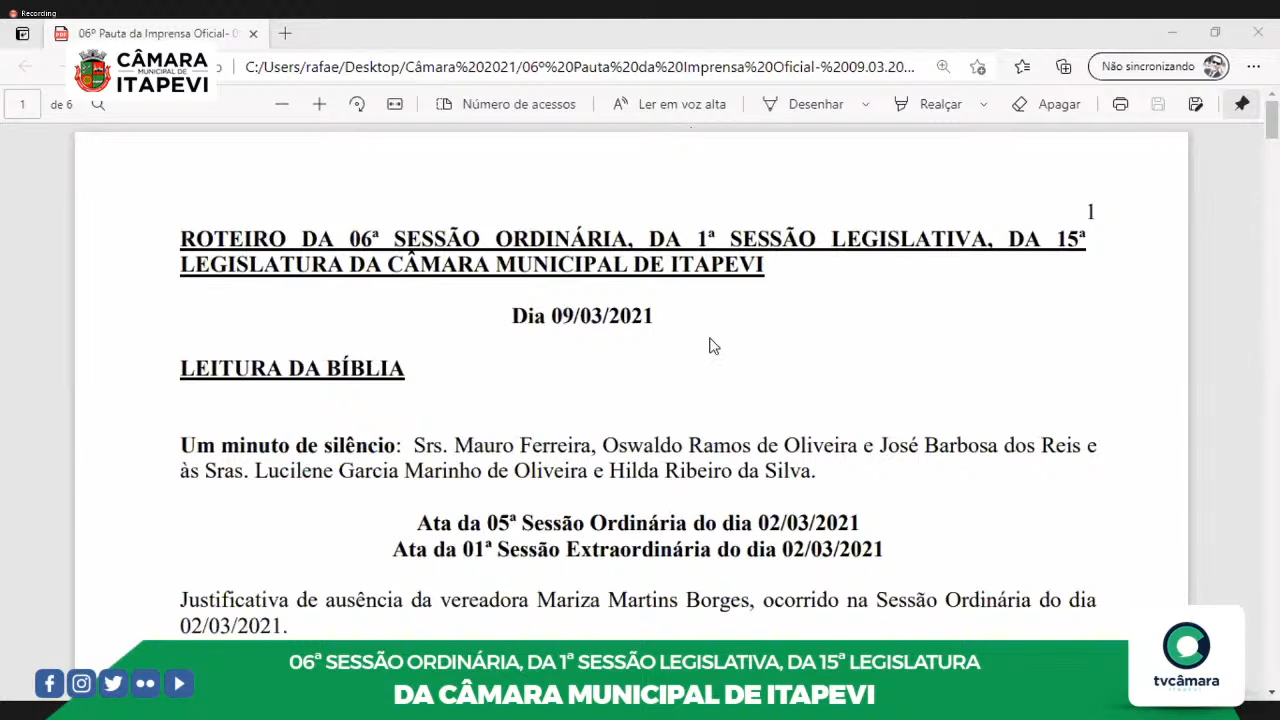 Recording
06º Pauta da Imprensa Oficial- 0
CÂMARA
MUNICIPAL DE
ITAPEVI
C:/Users/rafae/Desktop/Câmara%202021/06º%20Pauta%20da%20Imprensa%20Oficial-%2009.03.20...
Não sincronizando
1 de 6
Número de acessos
Ler em voz alta
Desenhar
Realçar
Apagar
1
ROTEIRO DA 06ª SESSÃO ORDINÁRIA, DA 1ª SESSÃO LEGISLATIVA, DA 15ª
LEGISLATURA DA CÂMARA MUNICIPAL DE ITAPEVI
Dia 09/03/2021
LEITURA DA BÍBLIA
Um minuto de silêncio: Srs. Mauro Ferreira, Oswaldo Ramos de Oliveira e José Barbosa dos Reis e
às Sras. Lucilene Garcia Marinho de Oliveira e Hilda Ribeiro da Silva.
Ata da 05ª Sessão Ordinária do dia 02/03/2021
Ata da 01ª Sessão Extraordinária do dia 02/03/2021
Justificativa de ausência da vereadora Mariza Martins Borges, ocorrido na Sessão Ordinária do dia
02/03/2021.
06ª SESSÃO ORDINÁRIA, DA 1ª SESSÃO LEGISLATIVA, DA 15ª LEGISLATURA
DA CÂMARA MUNICIPAL DE ITAPEVI
tvcâmara
ITAPEVI